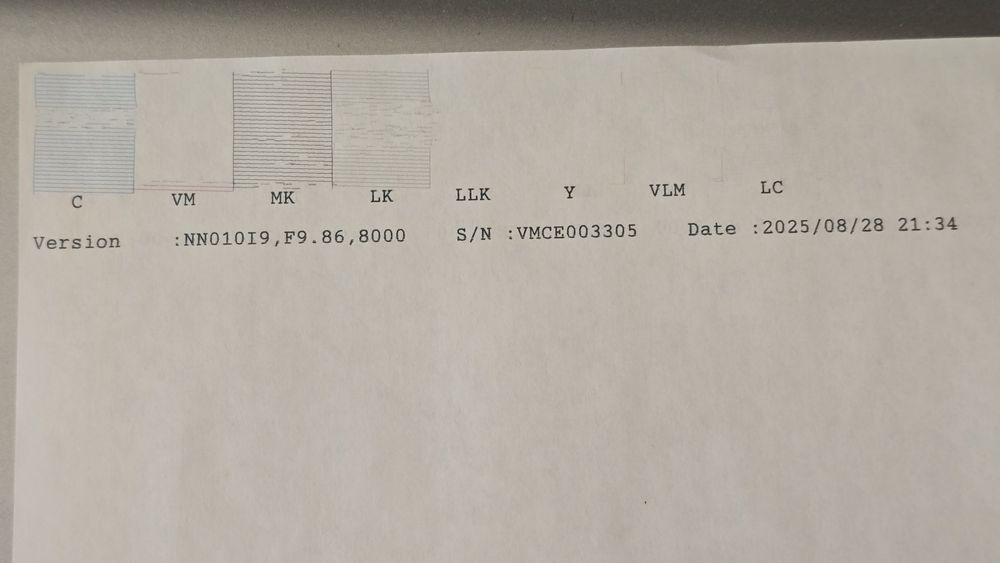 C VM MK LK LLK Y VLM LC
Version :NN010I9,F9.86,8000 S/N :VMCE003305 Date :2025/08/28 21:34